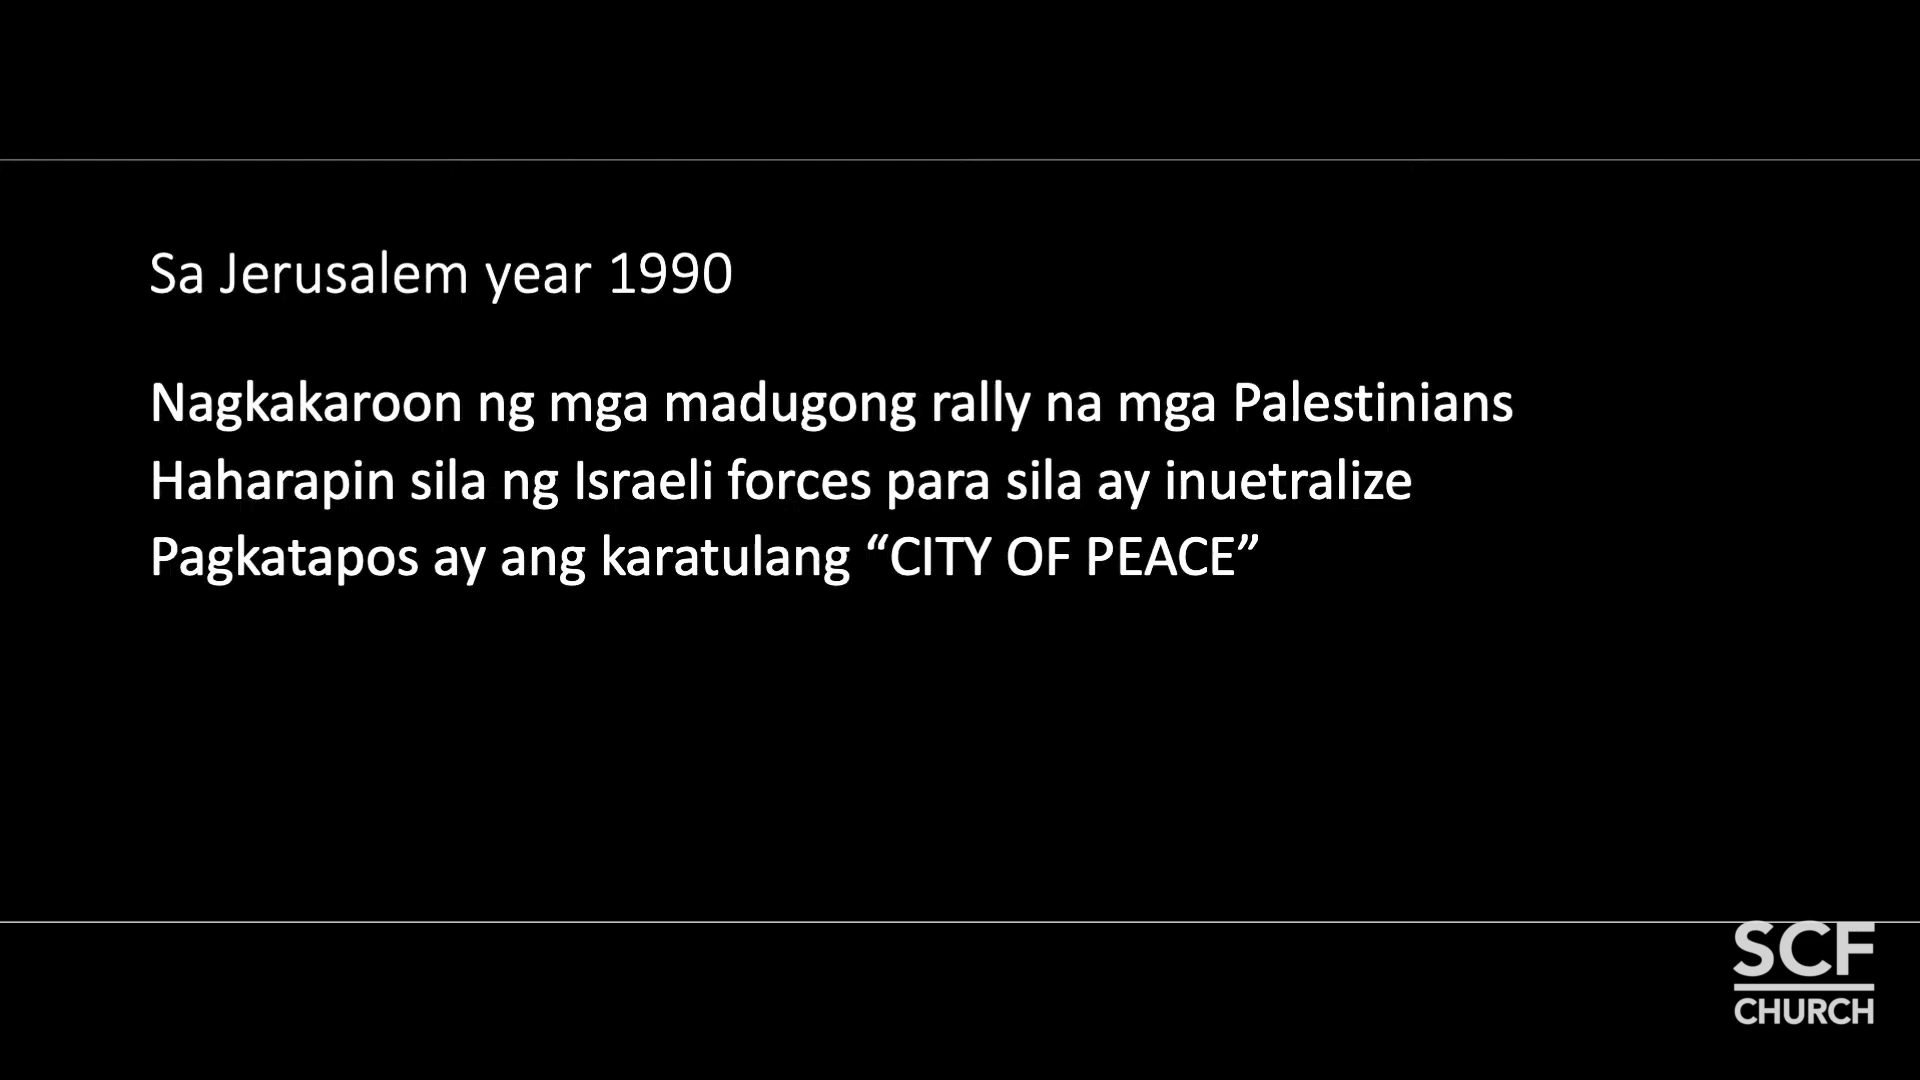 Sa Jerusalem year 1990
Nagkakaroon ng mga madugong rally na mga Palestinians
Haharapin sila ng Israeli forces para sila ay inuetralize
Pagkatapos ay ang karatulang “CITY OF PEACE”
SCF
CHURCH